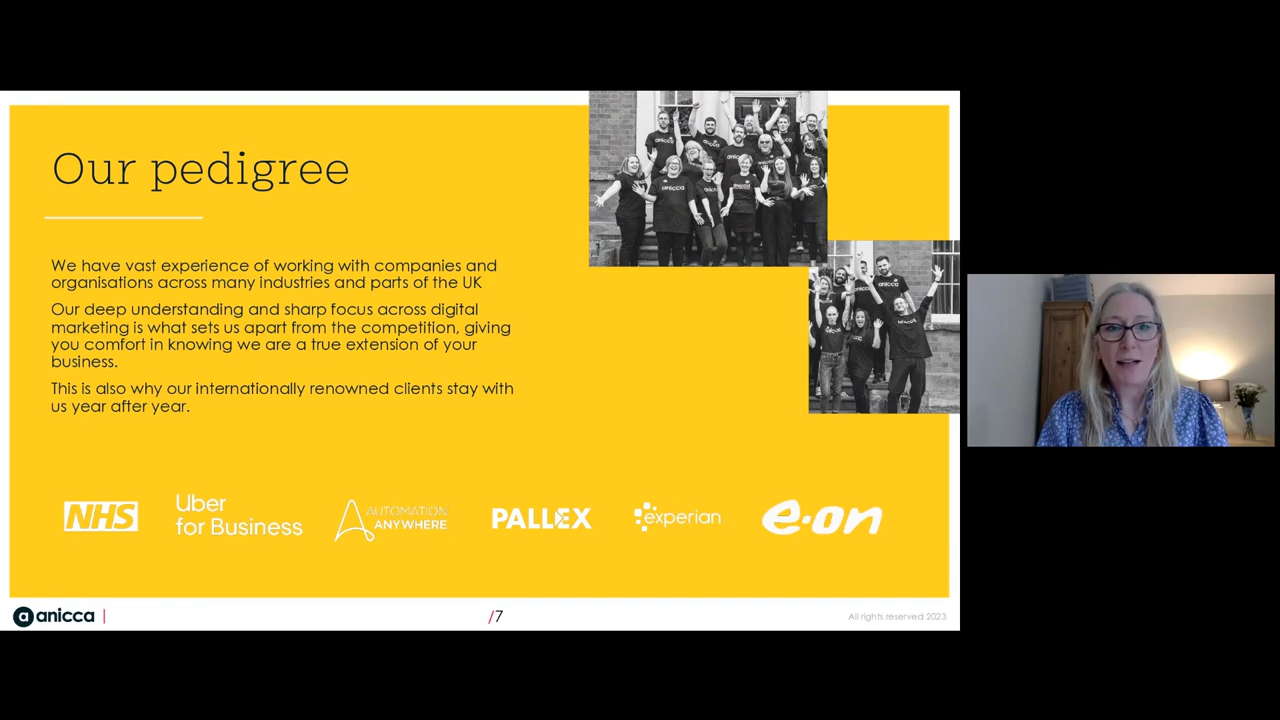 Our pedigree
We have vast experience of working with companies and
organisations across many industries and parts of the UK
Our deep understanding and sharp focus across digital
marketing is what sets us apart from the competition, giving
you comfort in knowing we are a true extension of your
business.
This is also why our internationally renowned clients stay with
us year after year.
anicca
anicca
anicca
anicca
NHS
Uber
for Business
AUTOMATION
ANYWHERE
PALLEX
experian
e·on
a anicca |
/7
All rights reserved 2023